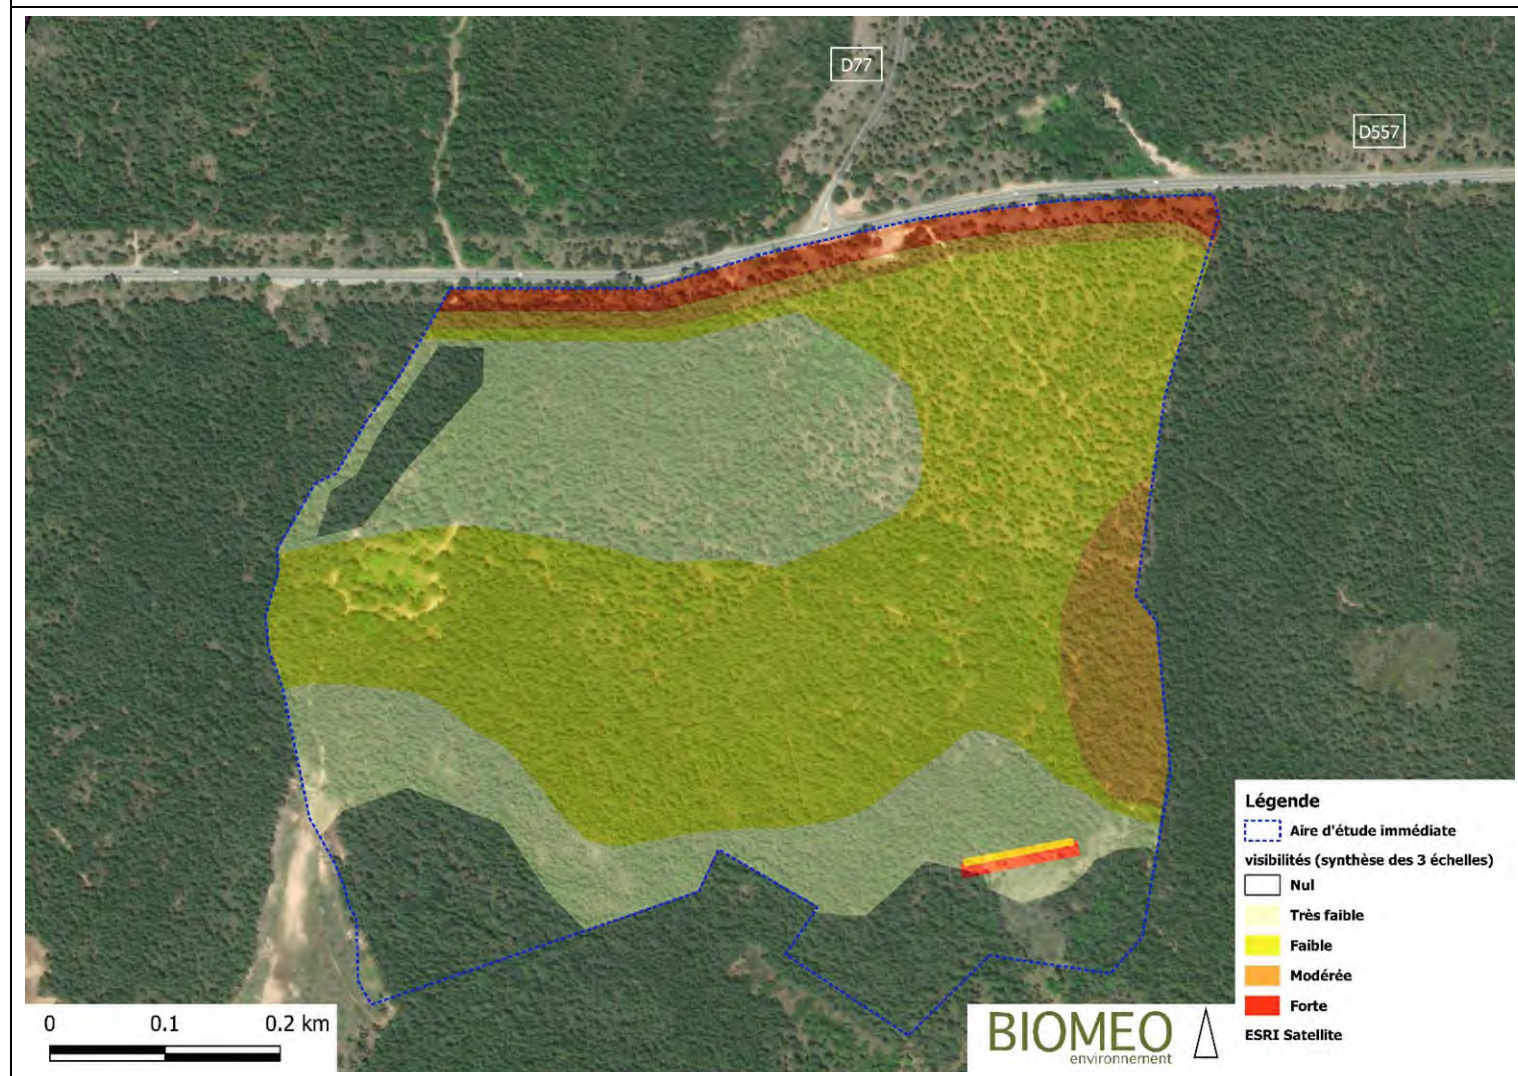 D77
D557
Légende
Aire d'étude immédiate
visibilités (synthèse des 3 échelles)
Nul
Très faible
Faible
Modérée
Forte
ESRI Satellite
0 0.1 0.2 km
BIOMEO
environnement